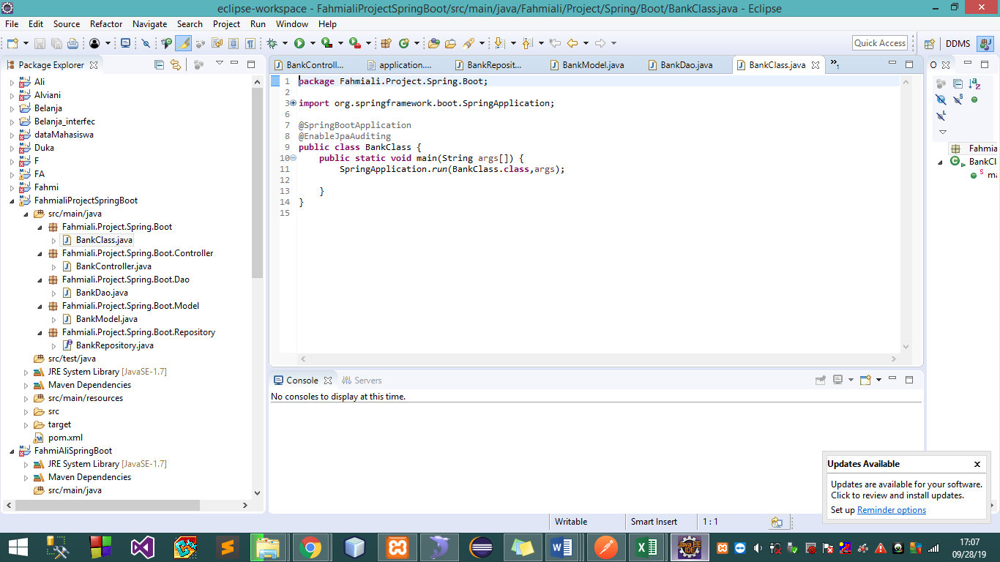 eclipse-workspace - FahmialiProjectSpringBoot/src/main/java/Fahmiali/Project/Spring/Boot/BankClass.java - Eclipse
File Edit Source Refactor Navigate Search Project Run Window Help
Quick Access DDMS
Package Explorer
Ali
Alviani
Belanja
Belanja_interfec
dataMahasiswa
Duka
F
FA
Fahmi
FahmialiProjectSpringBoot
src/main/java
Fahmiali.Project.Spring.Boot
BankClass.java
Fahmiali.Project.Spring.Boot.Controller
BankController.java
Fahmiali.Project.Spring.Boot.Dao
BankDao.java
Fahmiali.Project.Spring.Boot.Model
BankModel.java
Fahmiali.Project.Spring.Boot.Repository
BankRepository.java
src/test/java
JRE System Library [JavaSE-1.7]
Maven Dependencies
src/main/resources
src
target
pom.xml
FahmiAliSpringBoot
JRE System Library [JavaSE-1.7]
Maven Dependencies
src/main/java
BankControll... application.... BankReposit... BankModel.java BankDao.java BankClass.java »1
1 package Fahmiali.Project.Spring.Boot;
2
3 import org.springframework.boot.SpringApplication;
6
7 @SpringBootApplication
8 @EnableJpaAuditing
9 public class BankClass {
10 public static void main(String args[]) {
11 SpringApplication.run(BankClass.class,args);
12
13 }
14 }
15
Console Servers
No consoles to display at this time.
O
Fahmia
BankCl
ma
Updates Available x
Updates are available for your software.
Click to review and install updates.
Set up Reminder options
Writable Smart Insert 1 : 1
Java EE
IDE
17:07
09/28/19